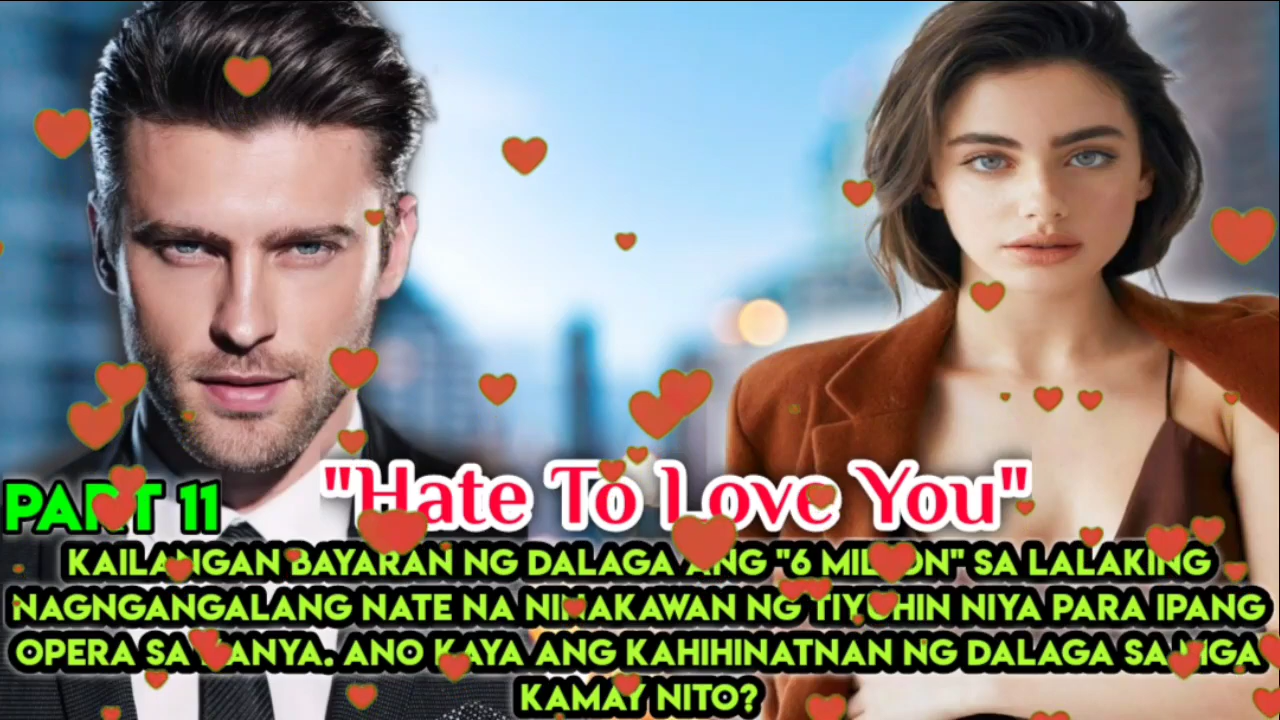 PART 11
"Hate To Love You"
KAILANGAN BAYARAN NG DALAGA ANG "6 MILLION" SA LALAKING
NAGNGANGALANG NATE NA NINAKAWAN NG TIYUHIN NIYA PARA IPANG
OPERA SA KANYA. ANO KAYA ANG KAHIHINATNAN NG DALAGA SA MGA
KAMAY NITO?